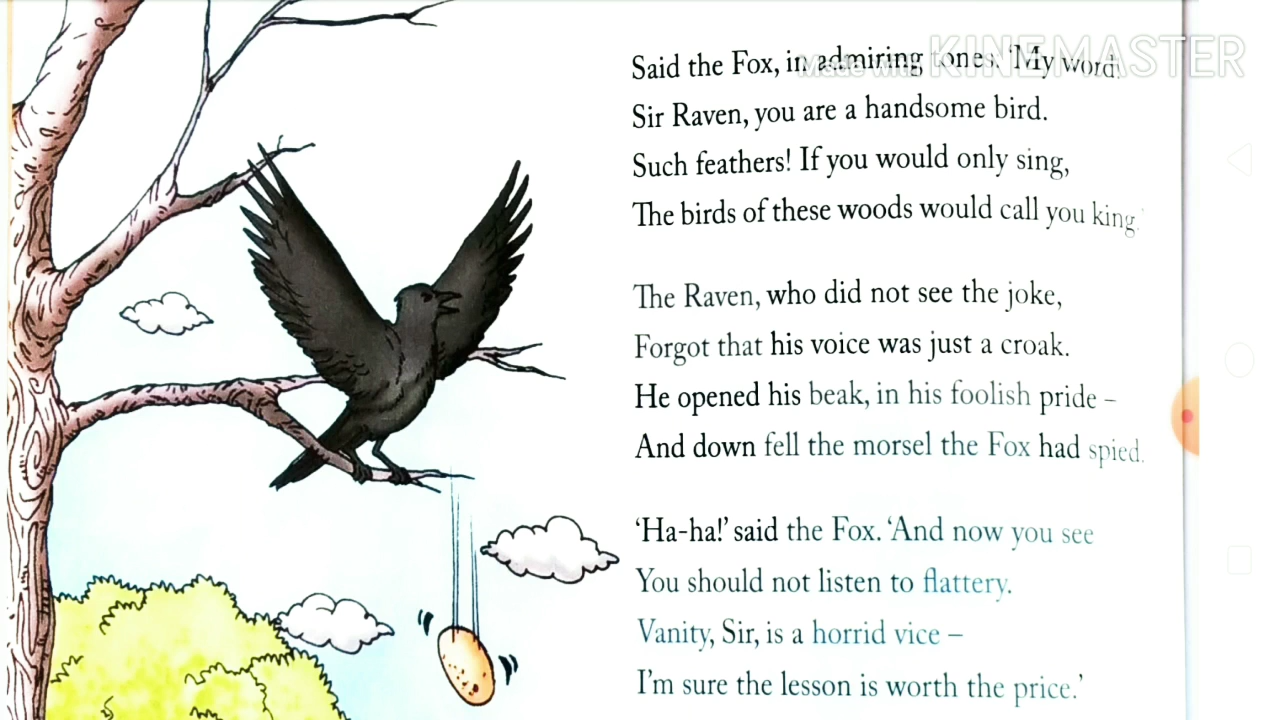 Made with KINEMASTER
Said the Fox, in admiring tones. ‘My word,
Sir Raven, you are a handsome bird.
Such feathers! If you would only sing,
The birds of these woods would call you king.’
The Raven, who did not see the joke,
Forgot that his voice was just a croak.
He opened his beak, in his foolish pride –
And down fell the morsel the Fox had spied.
‘Ha-ha!’ said the Fox. ‘And now you see
You should not listen to flattery.
Vanity, Sir, is a horrid vice –
I’m sure the lesson is worth the price.’